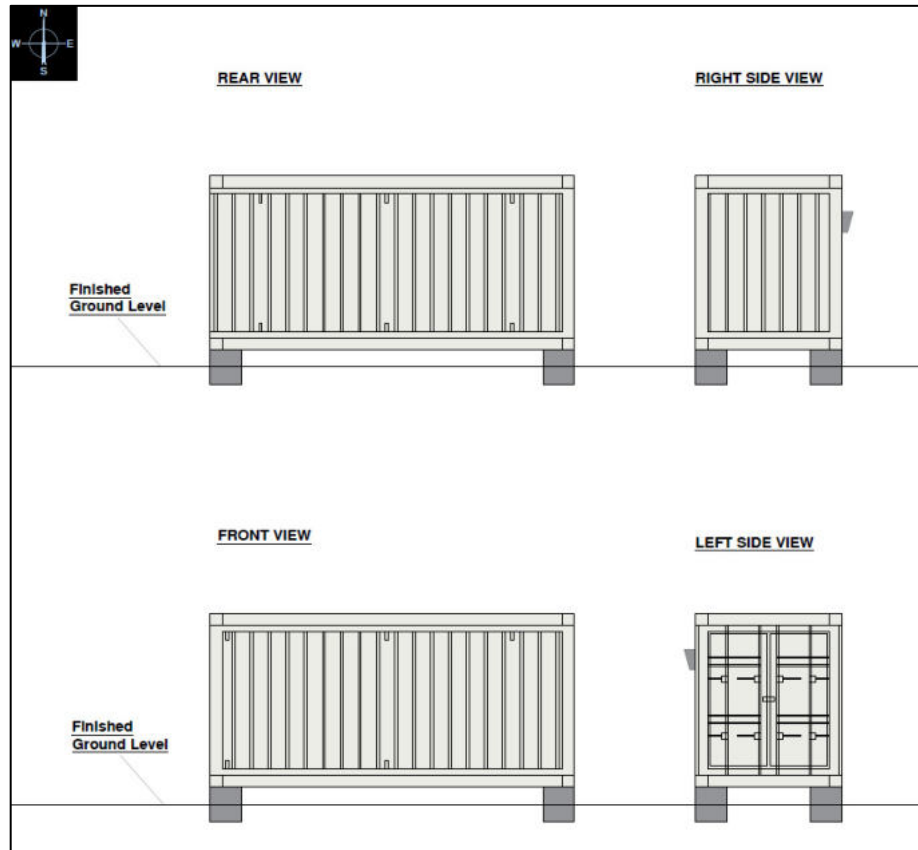 N
W E
S
REAR VIEW
RIGHT SIDE VIEW
Finished
Ground Level
FRONT VIEW
LEFT SIDE VIEW
Finished
Ground Level